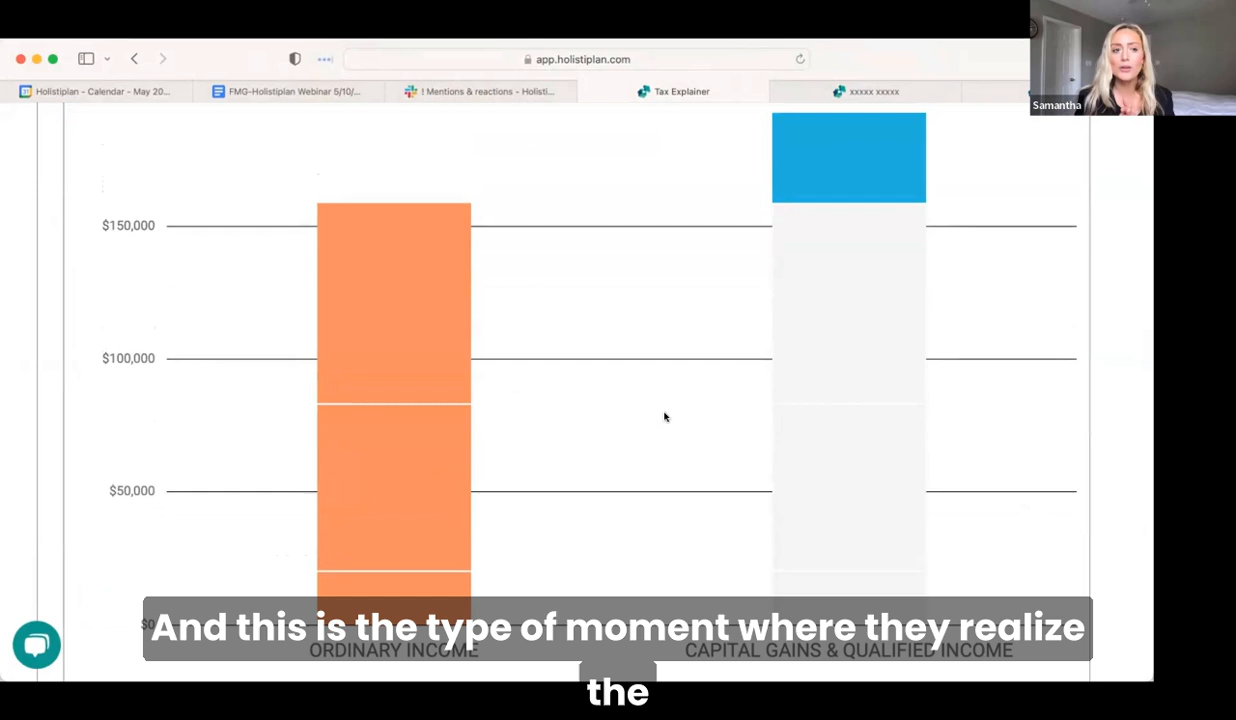 app.holistiplan.com
Holistiplan - Calendar - May 20...
FMG-Holistiplan Webinar 5/10/...
! Mentions & reactions - Holisti...
Tax Explainer
xxxxx xxxxx
Samantha
$150,000
$100,000
$50,000
$0
And this is the type of moment where they realize
ORDINARY INCOME
CAPITAL GAINS & QUALIFIED INCOME
the